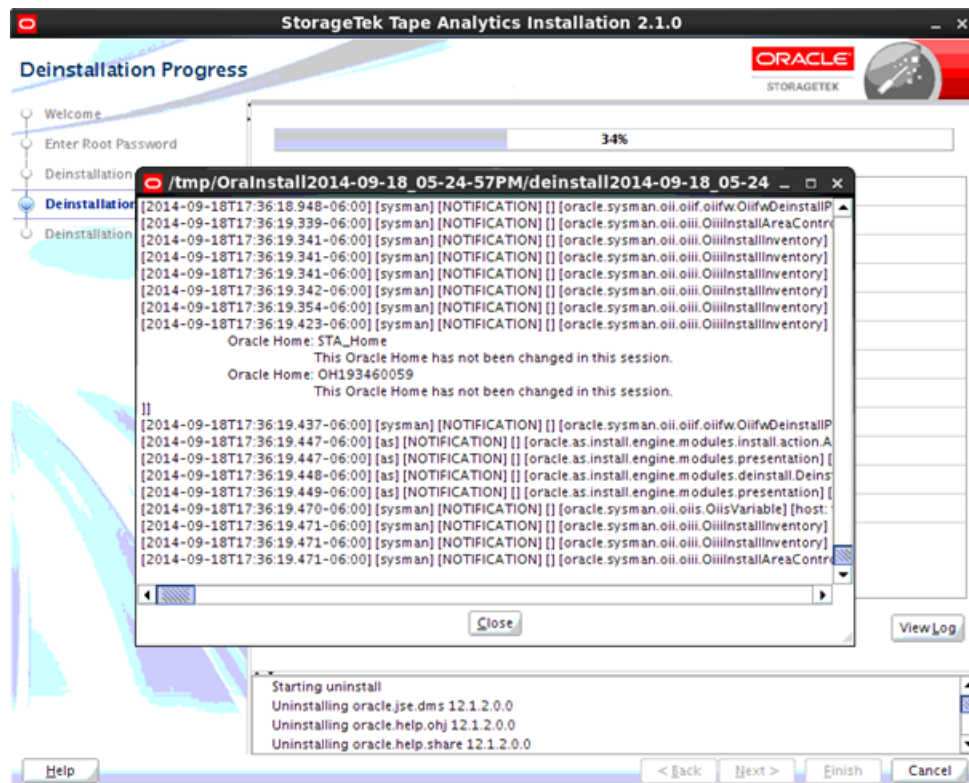 StorageTek Tape Analytics Installation 2.1.0
Deinstallation Progress
ORACLE
STORAGETEK
Welcome
Enter Root Password
34%
Deinstallation
Deinstallation
Deinstallation
/tmp/OraInstall2014-09-18_05-24-57PM/deinstall2014-09-18_05-24
[2014-09-18T17:36:18.948-06:00] [sysman] [NOTIFICATION] [] [oracle.sysman.oii.oiif.oiifw.OiifwDeinstallP
[2014-09-18T17:36:19.339-06:00] [sysman] [NOTIFICATION] [] [oracle.sysman.oii.oiii.OiiiInstallAreaContro
[2014-09-18T17:36:19.341-06:00] [sysman] [NOTIFICATION] [] [oracle.sysman.oii.oiii.OiiiInstallInventory]
[2014-09-18T17:36:19.341-06:00] [sysman] [NOTIFICATION] [] [oracle.sysman.oii.oiii.OiiiInstallInventory]
[2014-09-18T17:36:19.341-06:00] [sysman] [NOTIFICATION] [] [oracle.sysman.oii.oiii.OiiiInstallInventory]
[2014-09-18T17:36:19.342-06:00] [sysman] [NOTIFICATION] [] [oracle.sysman.oii.oiii.OiiiInstallInventory]
[2014-09-18T17:36:19.354-06:00] [sysman] [NOTIFICATION] [] [oracle.sysman.oii.oiii.OiiiInstallInventory]
[2014-09-18T17:36:19.423-06:00] [sysman] [NOTIFICATION] [] [oracle.sysman.oii.oiii.OiiiInstallInventory]
Oracle Home: STA_Home
This Oracle Home has not been changed in this session.
Oracle Home: OH193460059
This Oracle Home has not been changed in this session.
]]
[2014-09-18T17:36:19.437-06:00] [sysman] [NOTIFICATION] [] [oracle.sysman.oii.oiif.oiifw.OiifwDeinstallP
[2014-09-18T17:36:19.447-06:00] [as] [NOTIFICATION] [] [oracle.as.install.engine.modules.install.action.A
[2014-09-18T17:36:19.447-06:00] [as] [NOTIFICATION] [] [oracle.as.install.engine.modules.presentation] [
[2014-09-18T17:36:19.448-06:00] [as] [NOTIFICATION] [] [oracle.as.install.engine.modules.deinstall.Deins
[2014-09-18T17:36:19.449-06:00] [as] [NOTIFICATION] [] [oracle.as.install.engine.modules.presentation] [
[2014-09-18T17:36:19.470-06:00] [sysman] [NOTIFICATION] [] [oracle.sysman.oii.oiis.OiisVariable] [host:
[2014-09-18T17:36:19.471-06:00] [sysman] [NOTIFICATION] [] [oracle.sysman.oii.oiii.OiiiInstallInventory]
[2014-09-18T17:36:19.471-06:00] [sysman] [NOTIFICATION] [] [oracle.sysman.oii.oiii.OiiiInstallInventory]
[2014-09-18T17:36:19.471-06:00] [sysman] [NOTIFICATION] [] [oracle.sysman.oii.oiii.OiiiInstallAreaContro
Close
View Log
Starting uninstall
Uninstalling oracle.jse.dms 12.1.2.0.0
Uninstalling oracle.help.ohj 12.1.2.0.0
Uninstalling oracle.help.share 12.1.2.0.0
Help
< Back
Next >
Finish
Cancel